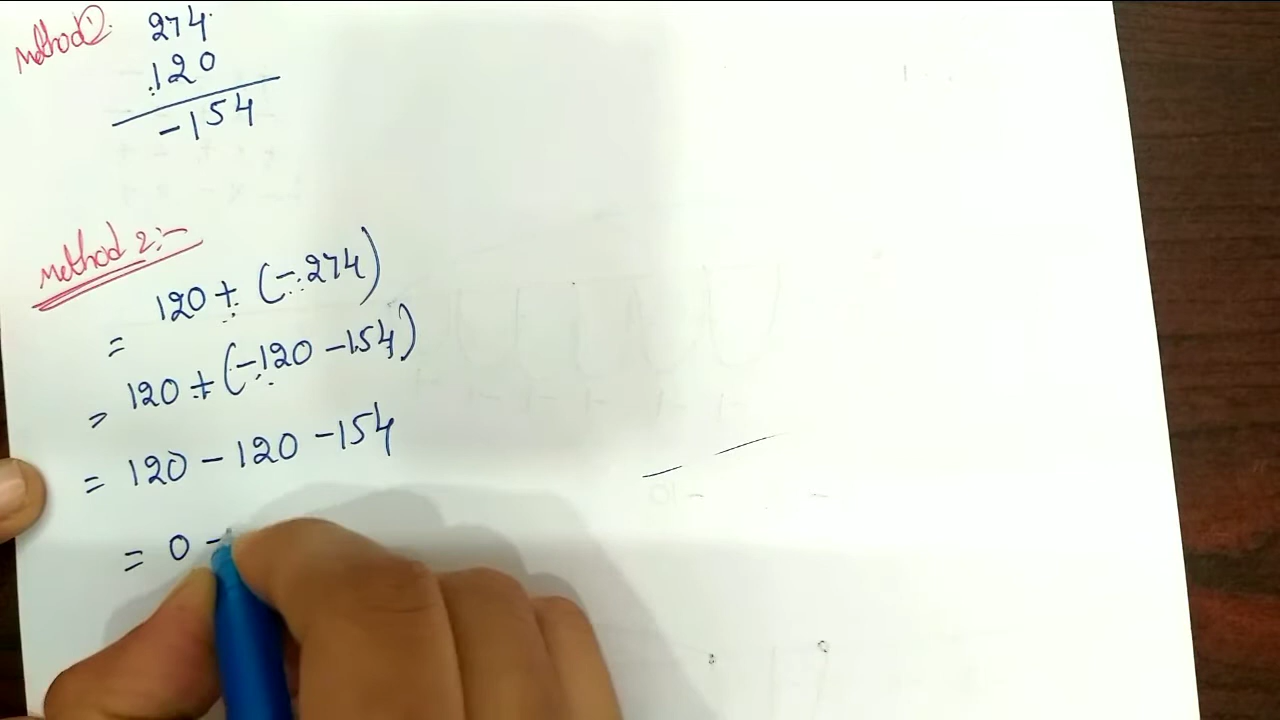 Method ①. 274
120
-154
Method 2:-
= 120 + (-274)
= 120 + (-120 - 154)
= 120 - 120 - 154
= 0 -